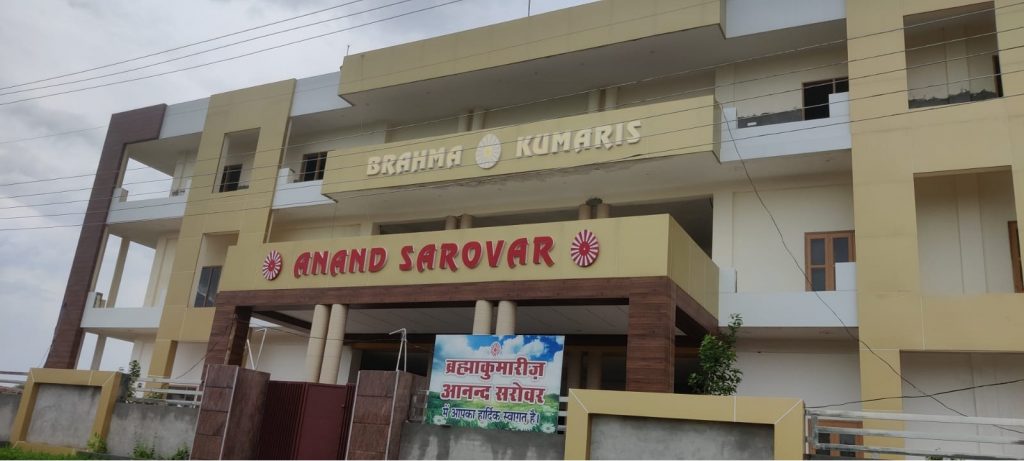 BRAHMA KUMARIS
ANAND SAROVAR
ब्रह्माकुमारीज़
आनन्द सरोवर
में आपका हार्दिक स्वागत है।